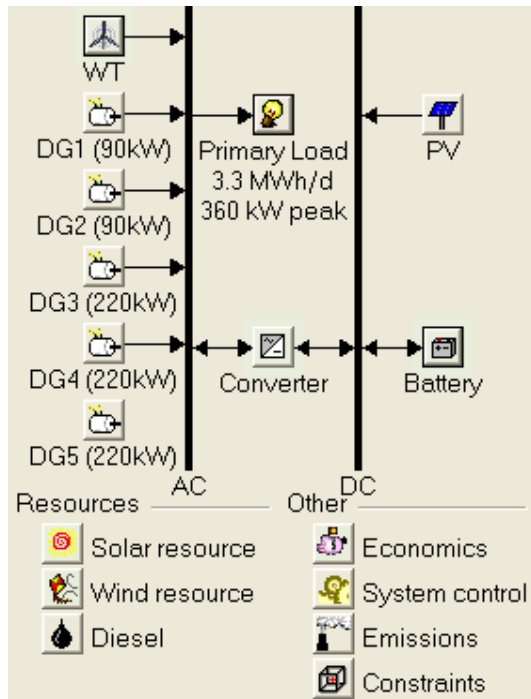 WT
DG1 (90kW)
Primary Load
3.3 MWh/d
360 kW peak
PV
DG2 (90kW)
DG3 (220kW)
DG4 (220kW)
Converter
Battery
DG5 (220kW)
AC
DC
Resources
Other
Solar resource
Economics
Wind resource
System control
Diesel
Emissions
Constraints